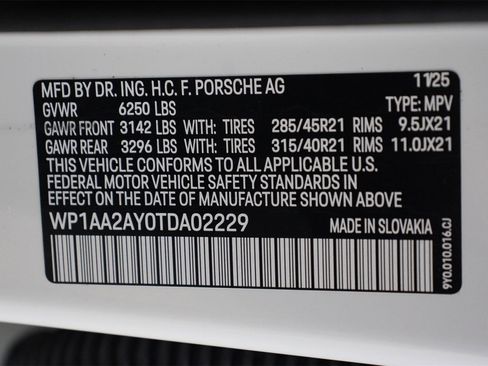 MFD BY DR. ING. H.C. F. PORSCHE AG 11/25
GVWR 6250 LBS TYPE: MPV
GAWR FRONT 3142 LBS WITH: TIRES 285/45R21 RIMS 9.5JX21
GAWR REAR 3296 LBS WITH: TIRES 315/40R21 RIMS 11.0JX21
THIS VEHICLE CONFORMS TO ALL APPLICABLE U.S.
FEDERAL MOTOR VEHICLE SAFETY STANDARDS IN
EFFECT ON THE DATE OF MANUFACTURE SHOWN ABOVE
WP1AA2AY0TDA02229 MADE IN SLOVAKIA
9Y0.010.016.CJ